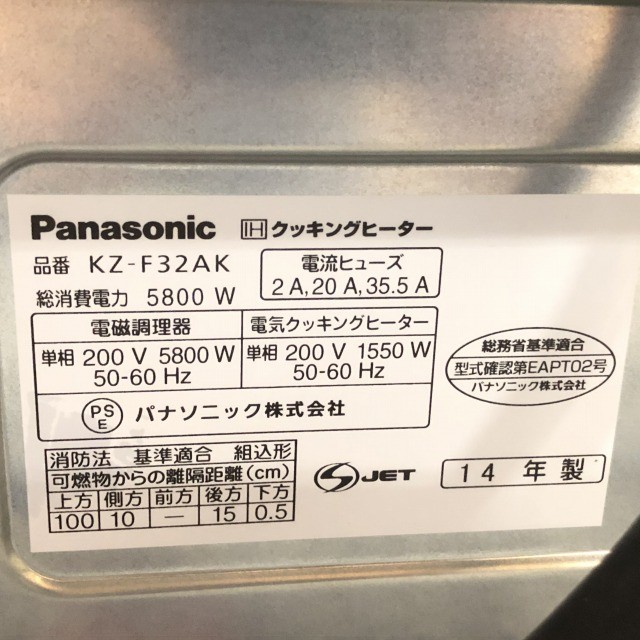 Panasonic IH クッキングヒーター
品番 KZ-F32AK
総消費電力 5800 W
電流ヒューズ
2 A,20 A,35.5 A
電磁調理器
単相 200 V 5800 W
50-60 Hz
電気クッキングヒーター
単相 200 V 1550 W
50-60 Hz
PSE パナソニック株式会社
総務省基準適合
型式確認第EAPT02号
パナソニック株式会社
消防法 基準適合 組込形
可燃物からの離隔距離(cm)
上方 側方 前方 後方 下方
100 10 — 15 0.5
S JET
14 年製